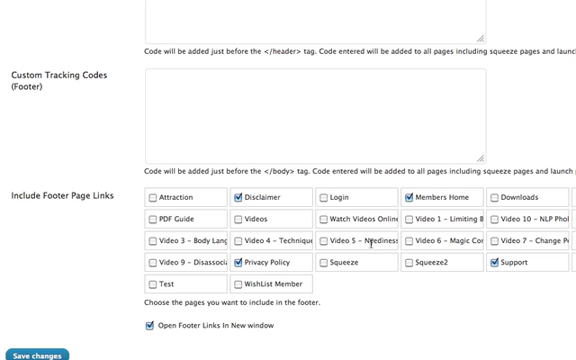 Code will be added just before the </header> tag. Code entered will be added to all pages including squeeze pages and launc
Custom Tracking Codes
(Footer)
Code will be added just before the </body> tag. Code entered will be added to all pages including squeeze pages and launch
Include Footer Page Links
Attraction Disclaimer Login Members Home Downloads
PDF Guide Videos Watch Videos Online Video 1 - Limiting B Video 10 - NLP Phol
Video 3 - Body Lang Video 4 - Technique Video 5 - Neediness Video 6 - Magic Cor Video 7 - Change Pe
Video 9 - Disassocia Privacy Policy Squeeze Squeeze2 Support
Test WishList Member
Choose the pages you want to include in the footer.
Open Footer Links In New window
Save changes